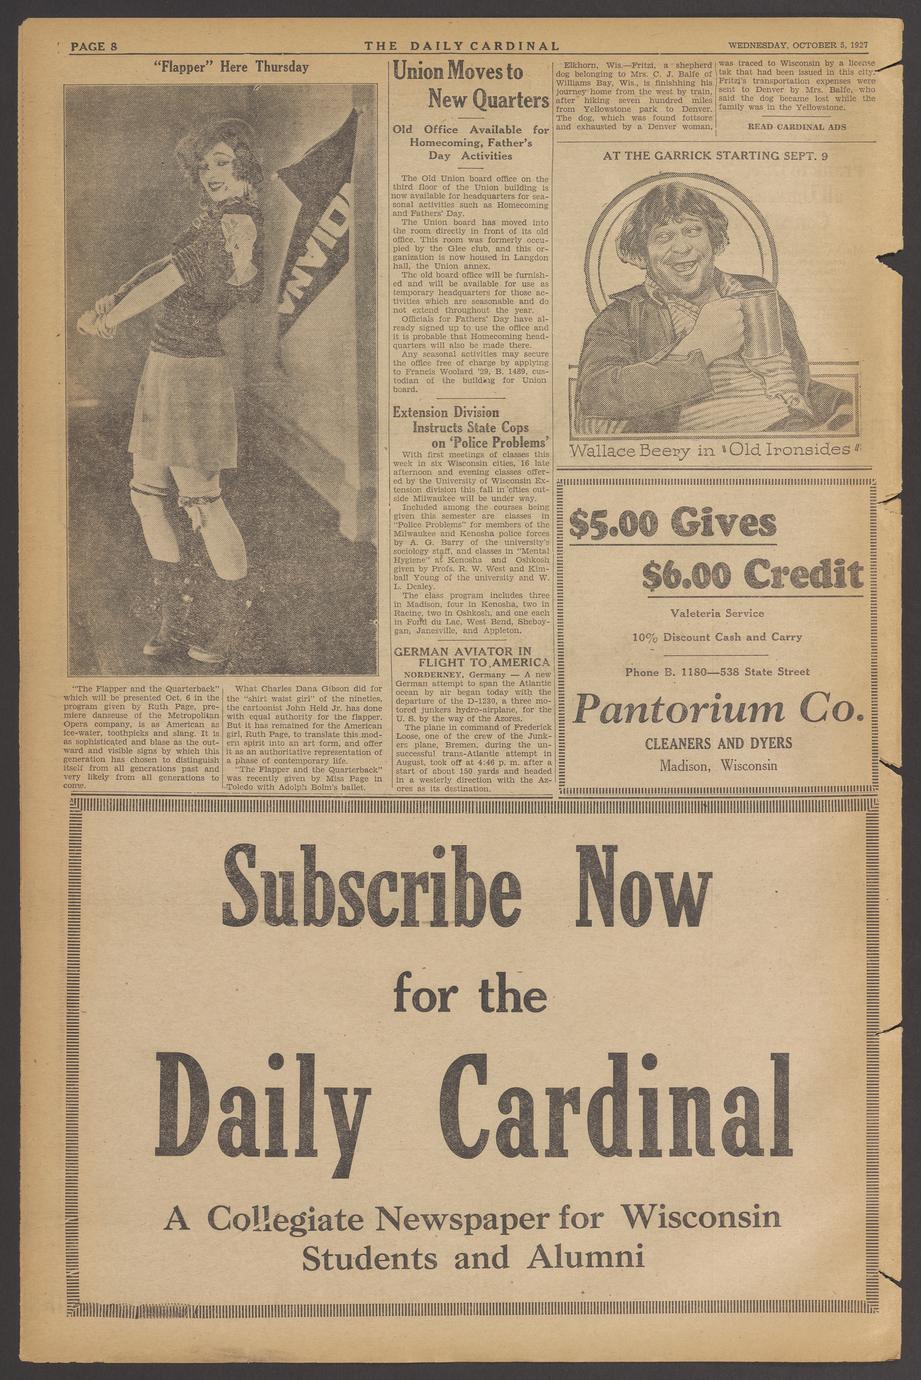 PAGE 8
THE DAILY CARDINAL
WEDNESDAY, OCTOBER 5, 1927
"Flapper" Here Thursday
DIANA
"The Flapper and the Quarterback"
which will be presented Oct. 6 in the
program given by Ruth Page, pre-
miere danseuse of the Metropolitan
Opera company, is as American as
ice-water, toothpicks and slang. It is
as sophisticated and blase as the out-
ward and visible signs by which this
generation has chosen to distinguish
itself from all generations past and
very likely from all generations to
come.
What Charles Dana Gibson did for
the "shirt waist girl" of the nineties,
the cartoonist John Held Jr. has done
with equal authority for the flapper.
But it has remained for the American
girl, Ruth Page, to translate this mod-
ern spirit into an art form, and offer
it as an authoritative representation of
a phase of contemporary life.
"The Flapper and the Quarterback"
was recently given by Miss Page in
Toledo with Adolph Bolm's ballet.
Union Moves to
New Quarters
Old Office Available for
Homecoming, Father's
Day Activities
The Old Union board office on the
third floor of the Union building is
now available for headquarters for sea-
sonal activities such as Homecoming
and Fathers' Day.
The Union board has moved into
the room directly in front of its old
office. This room was formerly occu-
pied by the Glee club, and this or-
ganization is now housed in Langdon
hall, the Union annex.
The old board office will be furnish-
ed and will be available for use as
temporary headquarters for those ac-
tivities which are seasonable and do
not extend throughout the year.
Officials for Fathers' Day have al-
ready signed up to use the office and
it is probable that Homecoming head-
quarters will also be made there.
Any seasonal activities may secure
the office free of charge by applying
to Francis Woolard '29, B. 1489, cus-
todian of the building for Union
board.
Extension Division
Instructs State Cops
on 'Police Problems'
With first meetings of classes this
week in six Wisconsin cities, 16 late
afternoon and evening classes offer-
ed by the University of Wisconsin Ex-
tension division this fall in cities out-
side Milwaukee will be under way.
Included among the courses being
given this semester are classes in
"Police Problems" for members of the
Milwaukee and Kenosha police forces
by A. G. Barry of the university's
sociology staff, and classes in "Mental
Hygiene" at Kenosha and Oshkosh
given by Profs. R. W. West and Kim-
ball Young of the university and W.
L. Dealey.
The class program includes three
in Madison, four in Kenosha, two in
Racine, two in Oshkosh, and one each
in Fond du Lac, West Bend, Sheboy-
gan, Janesville, and Appleton.
GERMAN AVIATOR IN
FLIGHT TO AMERICA
NORDERNEY, Germany — A new
German attempt to span the Atlantic
ocean by air began today with the
departure of the D-1230, a three mo-
tored junkers hydro-airplane, for the
U. S. by the way of the Azores.
The plane in command of Frederick
Loose, one of the crew of the Junk-
ers plane, Bremen, during the un-
successful trans-Atlantic attempt in
August, took off at 4:46 p. m. after a
start of about 150 yards and headed
in a westerly direction with the Az-
ores as its destination.
Elkhorn, Wis.—Fritzi, a shepherd
dog belonging to Mrs. C. J. Balfe of
Williams Bay, Wis., is finishhing his
journey home from the west by train,
after hiking seven hundred miles
from Yellowstone park to Denver.
The dog, which was found footsore
and exhausted by a Denver woman,
was traced to Wisconsin by a license
tak that had been issued in this city.
Fritzi's transportation expenses were
sent to Denver by Mrs. Balfe, who
said the dog became lost while the
family was in the Yellowstone.
READ CARDINAL ADS
AT THE GARRICK STARTING SEPT. 9
Wallace Beery in "Old Ironsides"
$5.00 Gives
$6.00 Credit
Valeteria Service
10% Discount Cash and Carry
Phone B. 1180—538 State Street
Pantorium Co.
CLEANERS AND DYERS
Madison, Wisconsin
Subscribe Now
for the
Daily Cardinal
A Collegiate Newspaper for Wisconsin
Students and Alumni